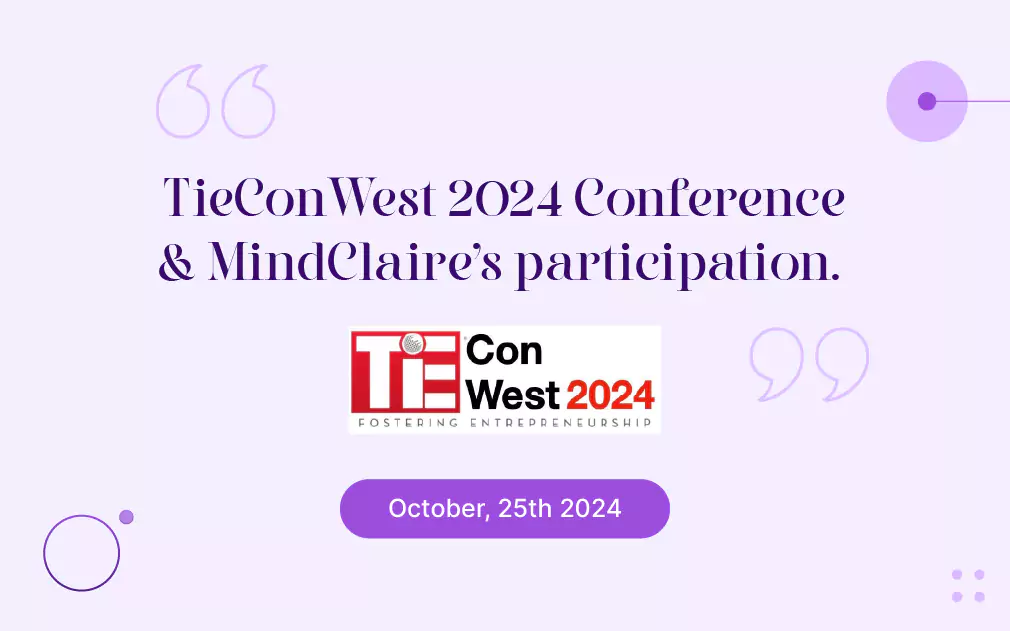 TieConWest 2024 Conference
& MindClaire’s participation.
TiE Con
West 2024
FOSTERING ENTREPRENEURSHIP
October, 25th 2024